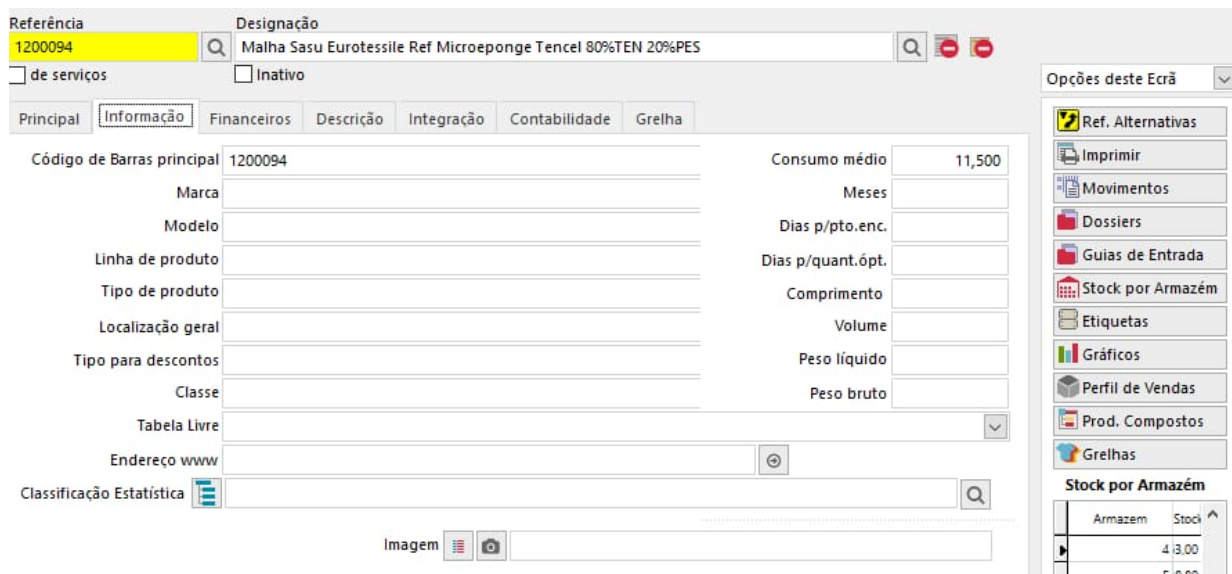 Referência Designação
1200094 Malha Sasu Eurotessile Ref Microeponge Tencel 80%TEN 20%PES
de serviços Inativo
Opções deste Ecrã
Principal Informação Financeiros Descrição Integração Contabilidade Grelha
Ref. Alternativas
Código de Barras principal 1200094 Consumo médio 11,500
Imprimir
Marca Meses
Movimentos
Modelo Dias p/pto.enc.
Dossiers
Linha de produto Dias p/quant.ópt.
Guias de Entrada
Tipo de produto Comprimento
Stock por Armazém
Localização geral Volume
Etiquetas
Tipo para descontos Peso líquido
Gráficos
Classe Peso bruto
Perfil de Vendas
Tabela Livre
Prod. Compostos
Endereço www
Grelhas
Classificação Estatística
Stock por Armazém
Armazem Stock
Imagem
4 3,00